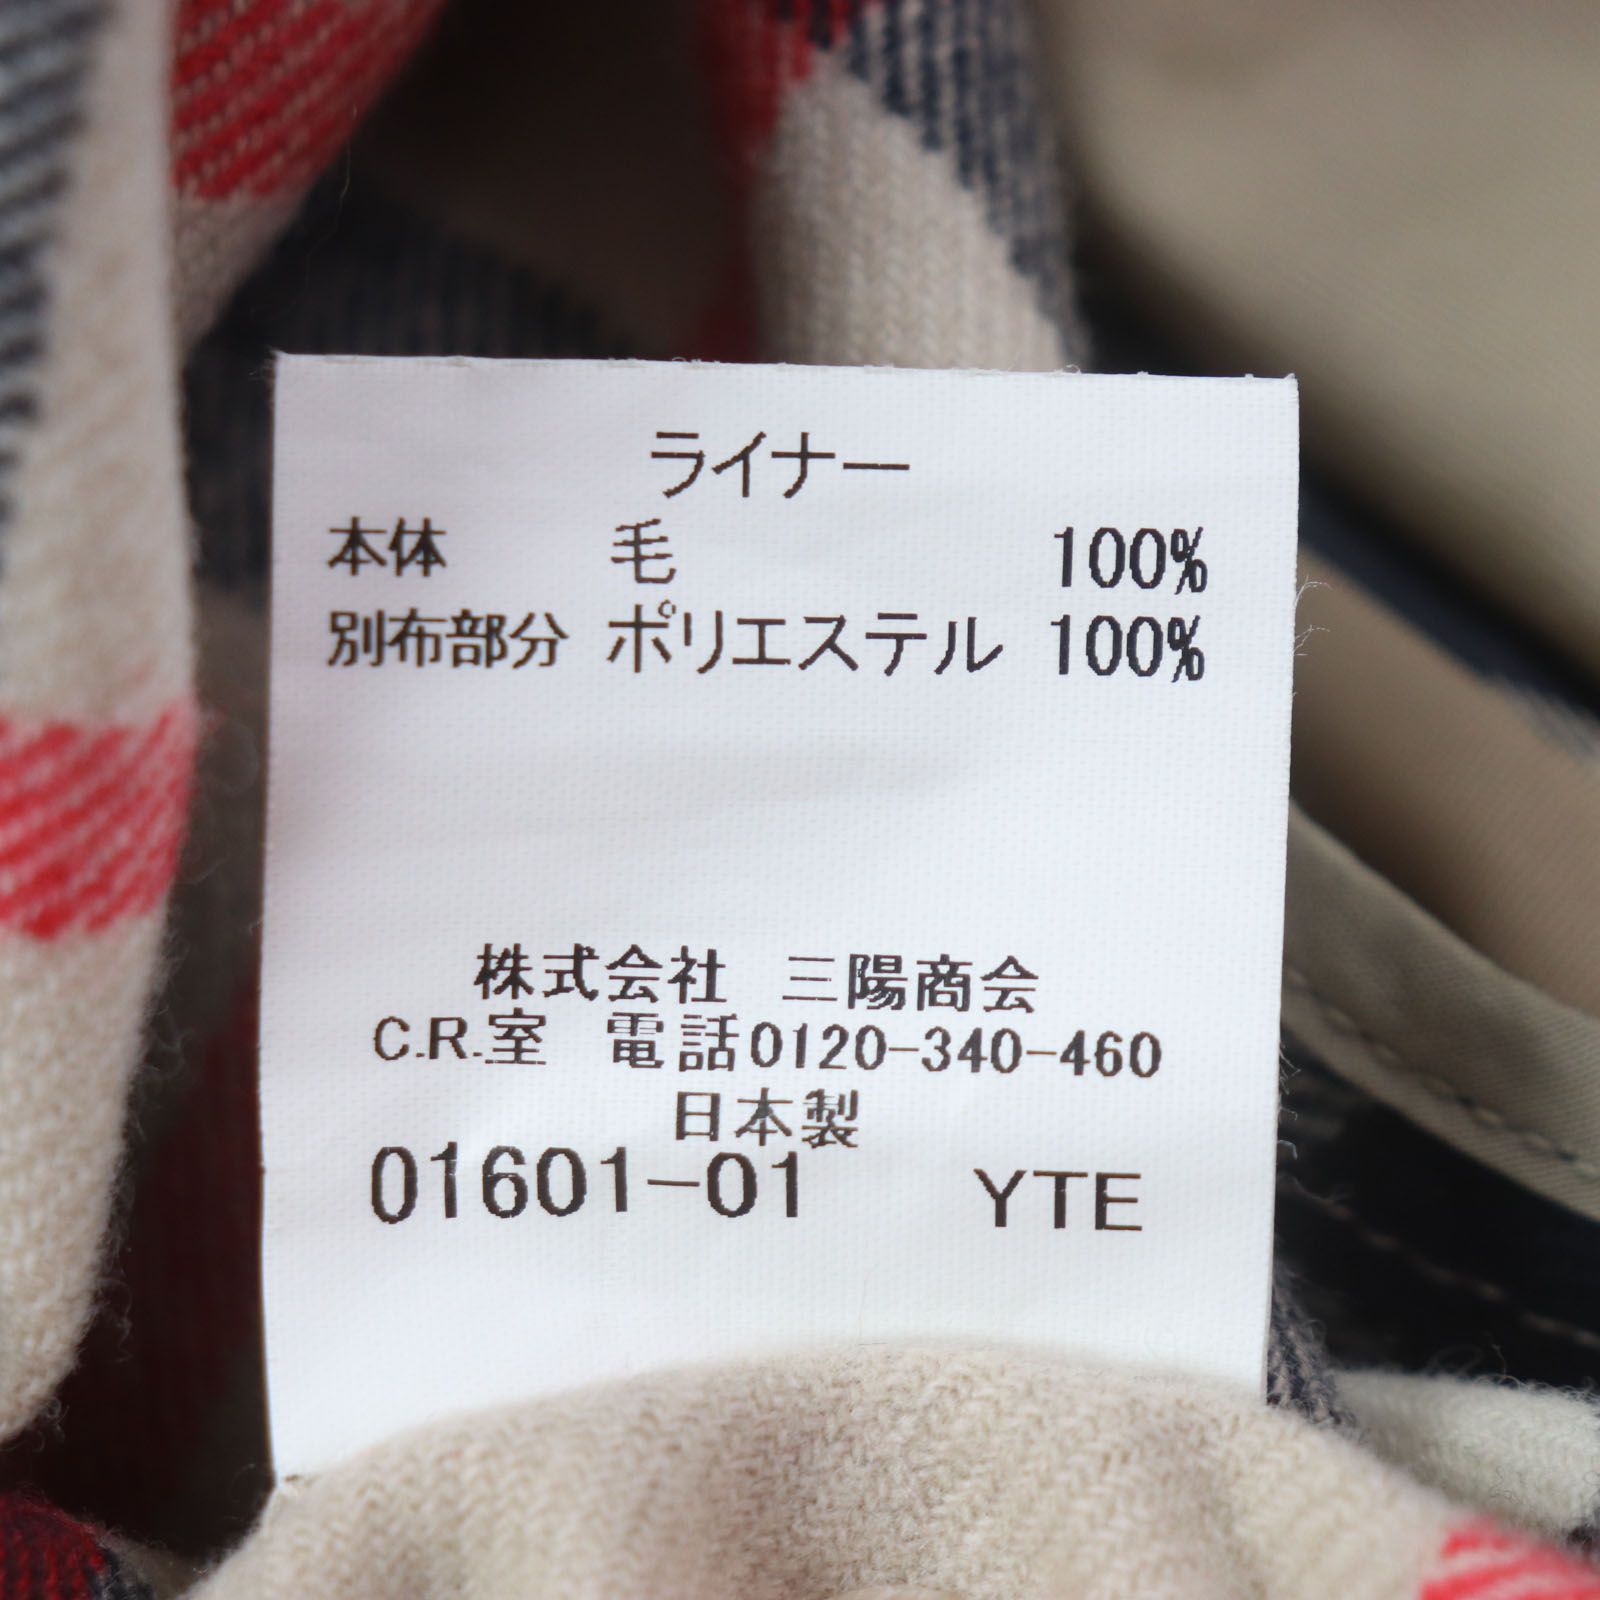 ライナー
本体 毛 100%
別布部分 ポリエステル 100%
株式会社 三陽商会
C.R.室 電話0120-340-460
日本製
01601-01 YTE